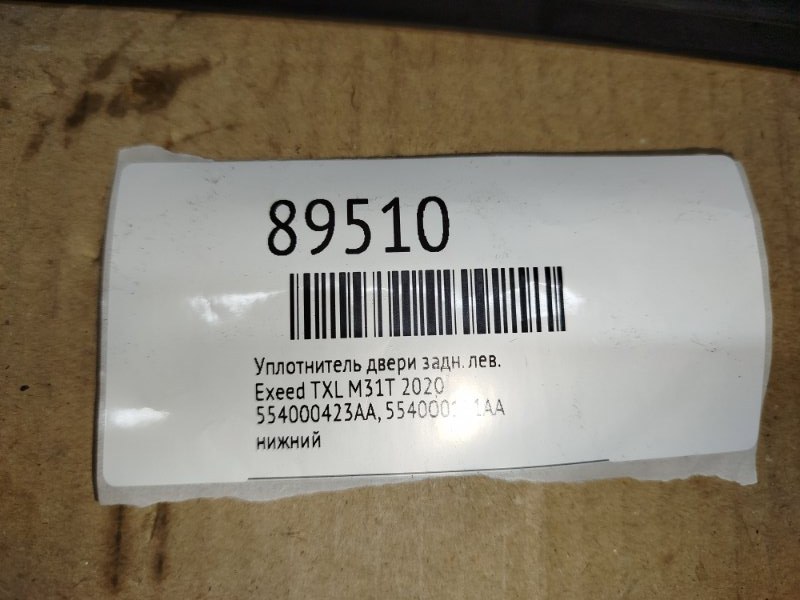 89510
Уплотнитель двери задн. лев.
Exeed TXL M31T 2020
554000423AA,
нижний